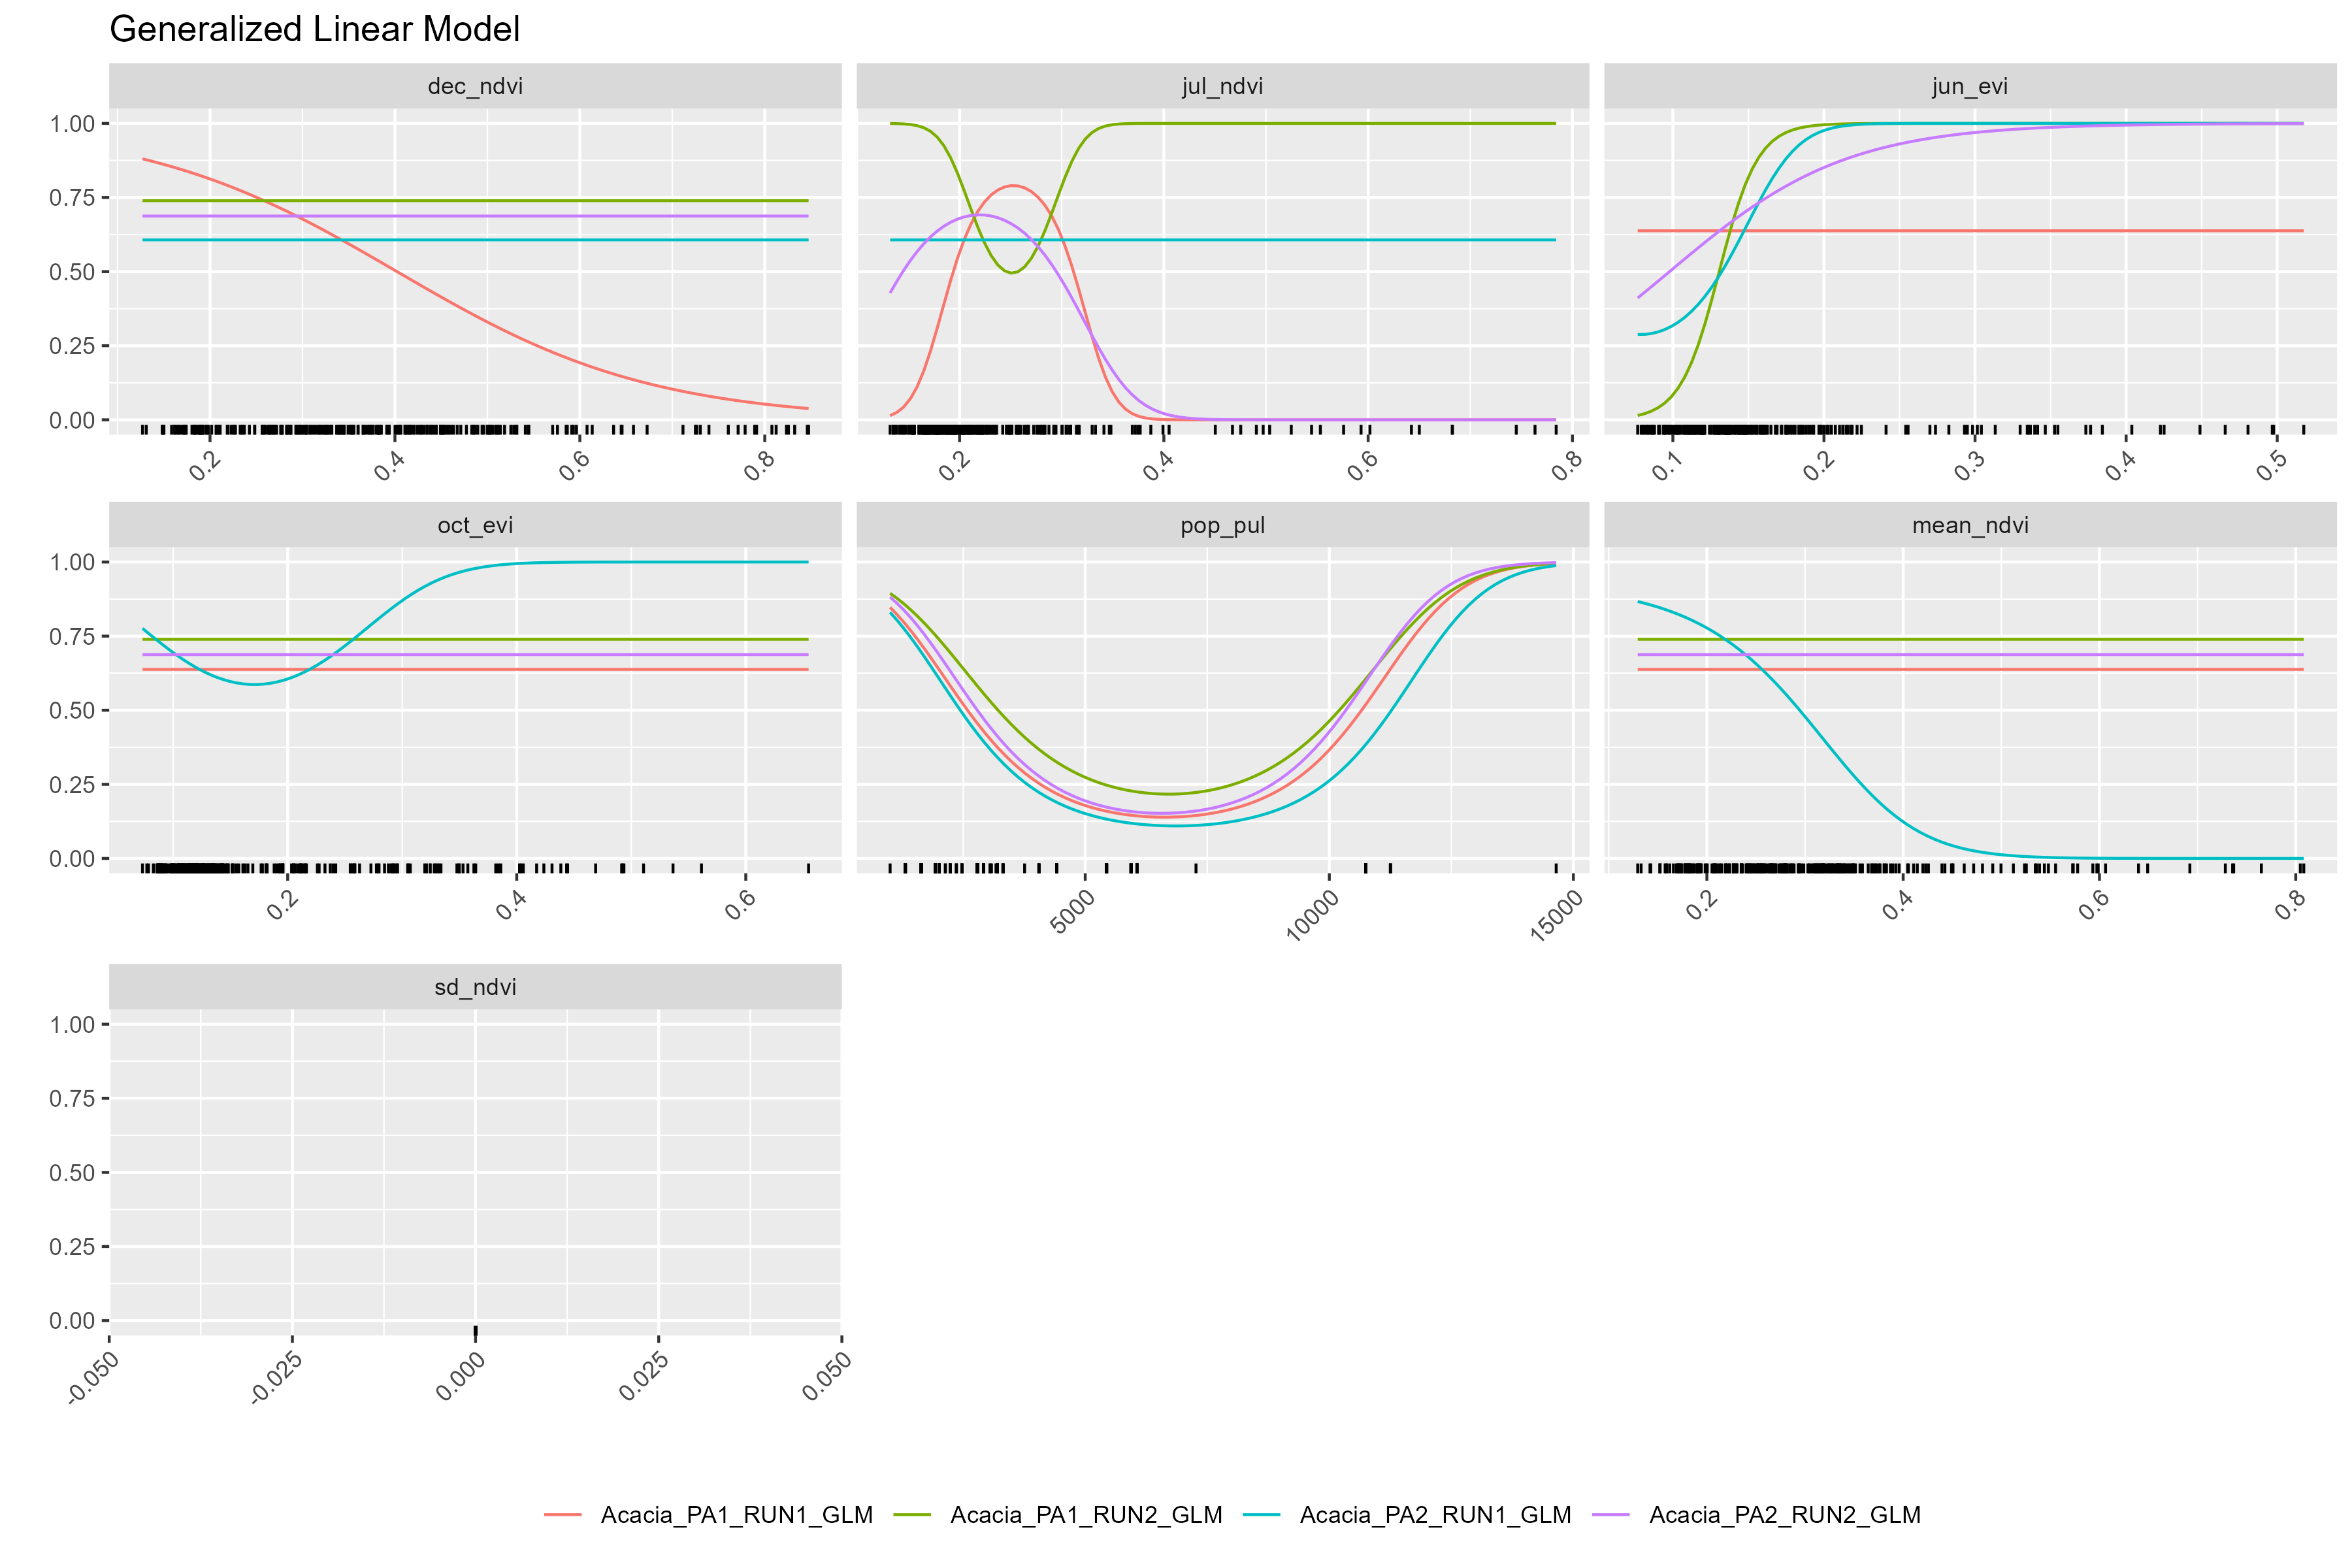 Generalized Linear Model
dec_ndvi jul_ndvi jun_evi
1.00
0.75
0.50
0.25
0.00
0.2 0.4 0.6 0.8 0.2 0.4 0.6 0.8 0.1 0.2 0.3 0.4 0.5
oct_evi pop_pul mean_ndvi
1.00
0.75
0.50
0.25
0.00
0.2 0.4 0.6 5000 10000 15000 0.2 0.4 0.6 0.8
sd_ndvi
1.00
0.75
0.50
0.25
0.00
-0.050 -0.025 0.000 0.025 0.050
Acacia_PA1_RUN1_GLM Acacia_PA1_RUN2_GLM Acacia_PA2_RUN1_GLM Acacia_PA2_RUN2_GLM